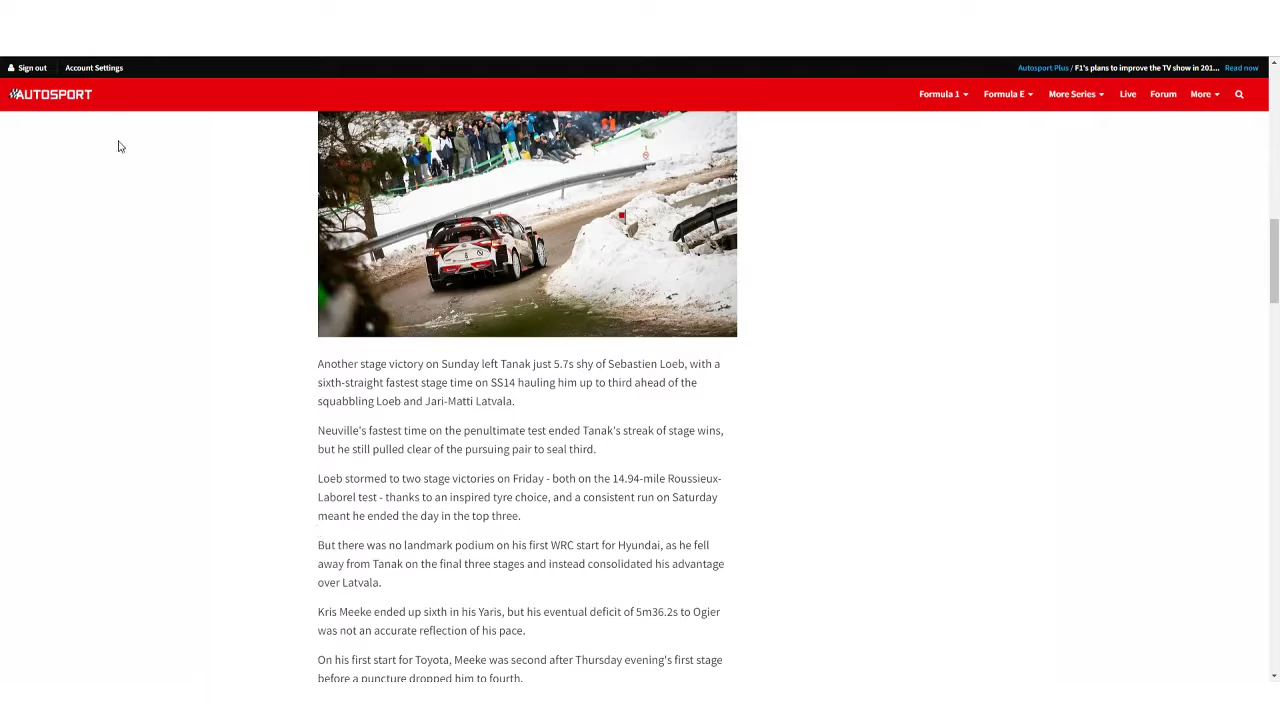 Sign out
Account Settings
Autosport Plus / F1's plans to improve the TV show in 201... Read now
AUTOSPORT
Formula 1
Formula E
More Series
Live
Forum
More
Another stage victory on Sunday left Tanak just 5.7s shy of Sebastien Loeb, with a
sixth-straight fastest stage time on SS14 hauling him up to third ahead of the
squabbling Loeb and Jari-Matti Latvala.
Neuville's fastest time on the penultimate test ended Tanak's streak of stage wins,
but he still pulled clear of the pursuing pair to seal third.
Loeb stormed to two stage victories on Friday - both on the 14.94-mile Roussieux-
Laborel test - thanks to an inspired tyre choice, and a consistent run on Saturday
meant he ended the day in the top three.
But there was no landmark podium on his first WRC start for Hyundai, as he fell
away from Tanak on the final three stages and instead consolidated his advantage
over Latvala.
Kris Meeke ended up sixth in his Yaris, but his eventual deficit of 5m36.2s to Ogier
was not an accurate reflection of his pace.
On his first start for Toyota, Meeke was second after Thursday evening's first stage
before a puncture dropped him to fourth.